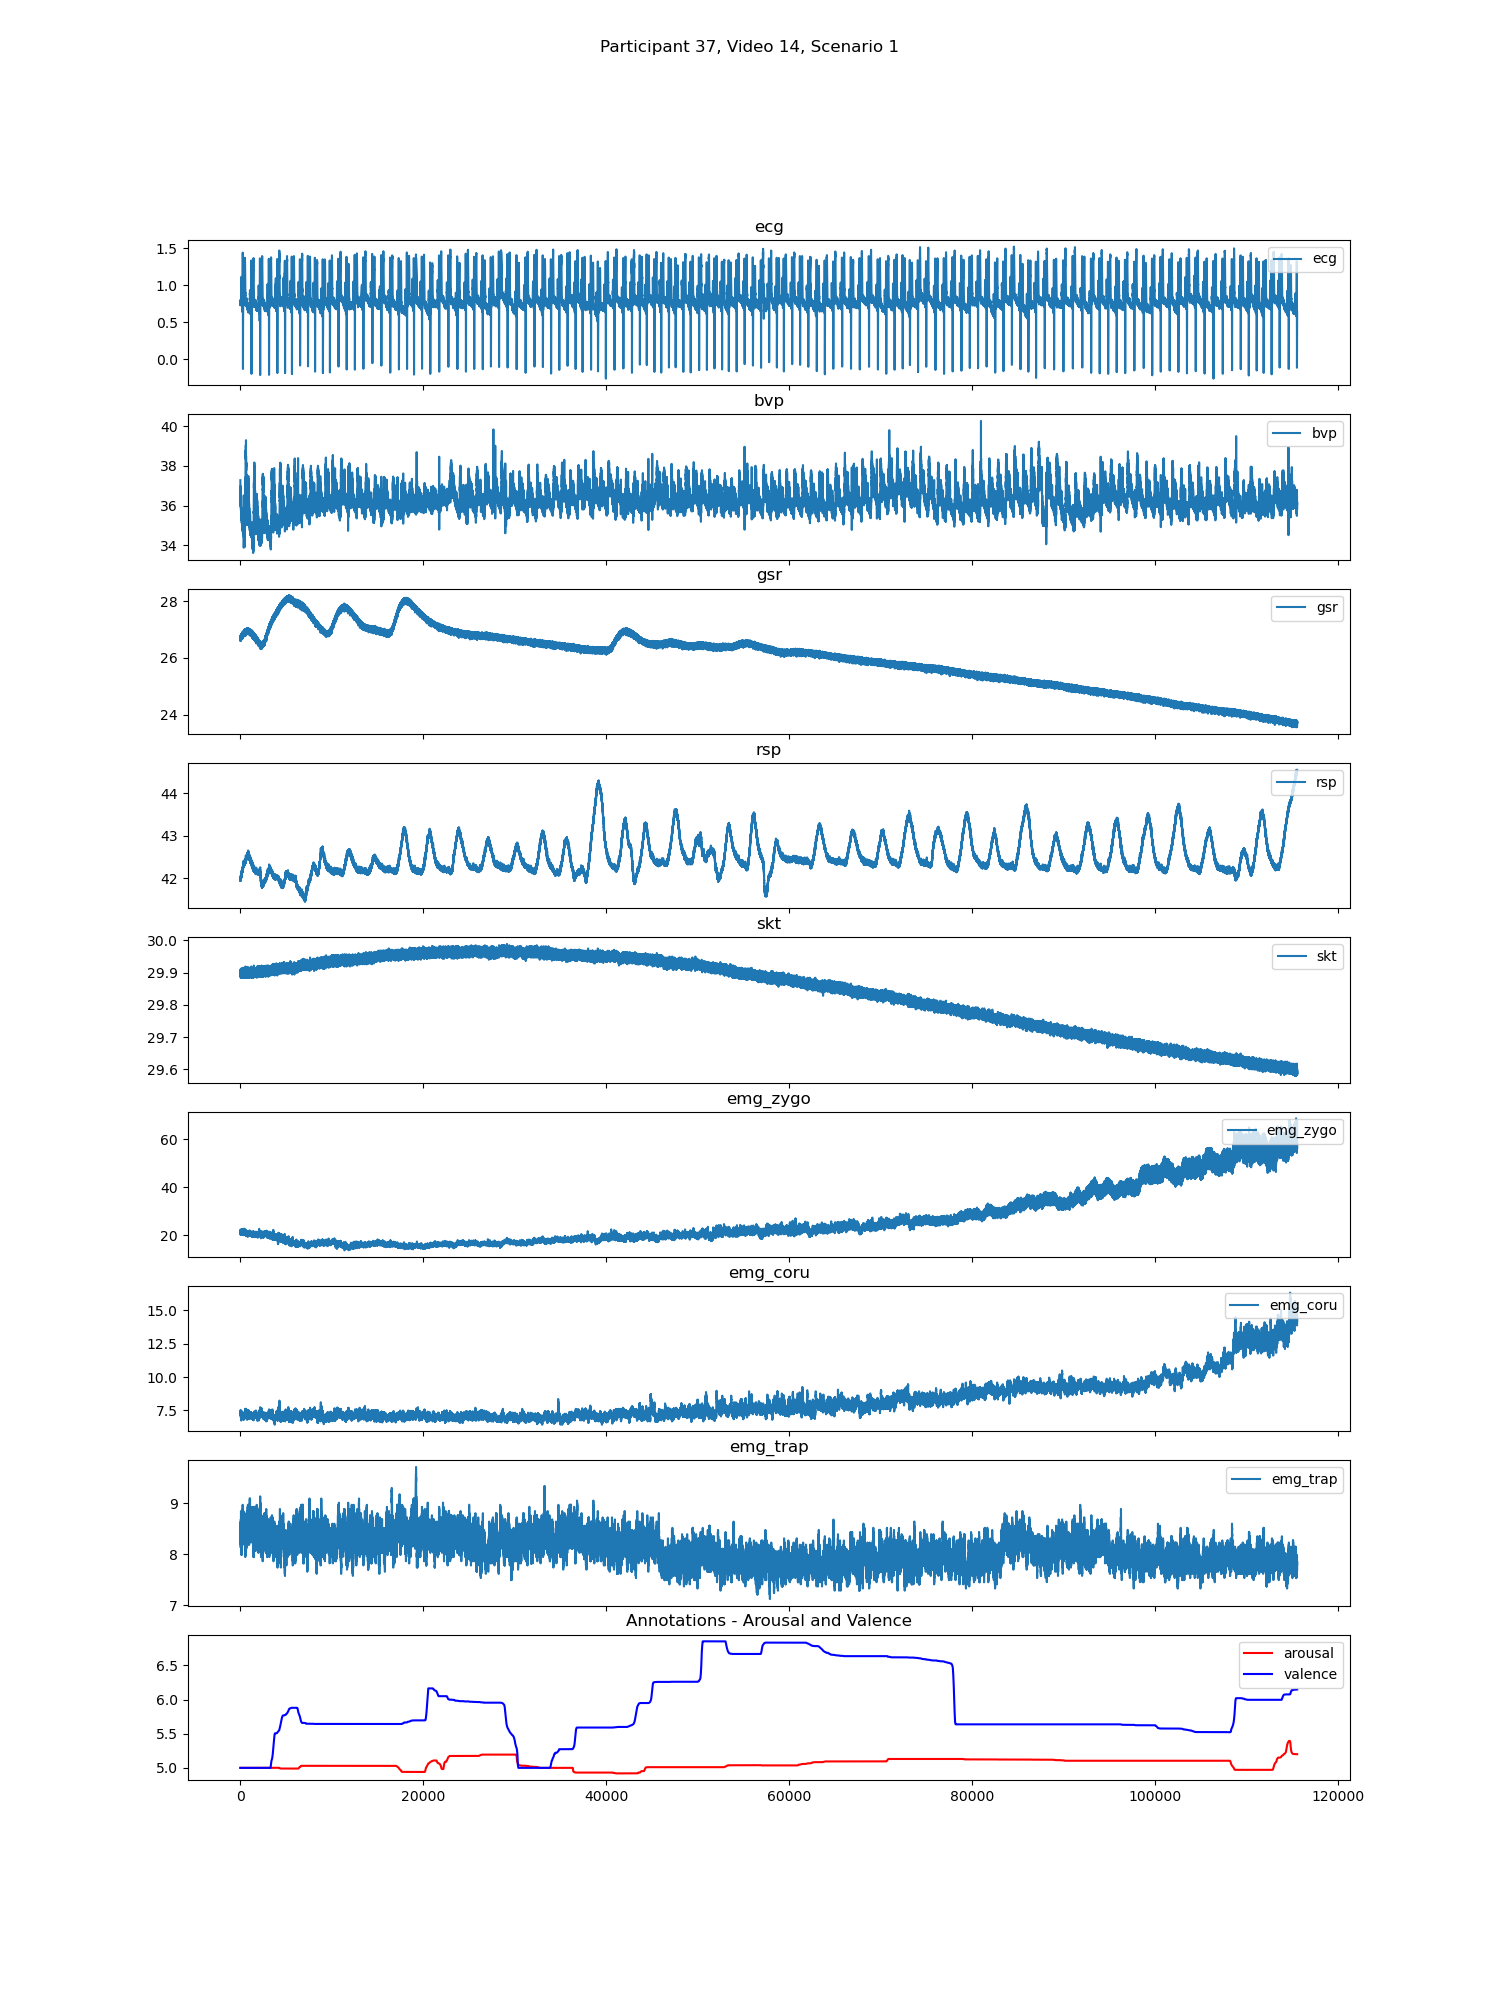 Participant 37, Video 14, Scenario 1
ecg
1.5
1.0
0.5
0.0
ecg
bvp
40
38
36
34
bvp
gsr
28
26
24
gsr
rsp
44
43
42
rsp
skt
30.0
29.9
29.8
29.7
29.6
skt
emg_zygo
60
40
20
emg_zygo
emg_coru
15.0
12.5
10.0
7.5
emg_coru
emg_trap
9
8
7
emg_trap
Annotations - Arousal and Valence
6.5
6.0
5.5
5.0
arousal
valence
0 20000 40000 60000 80000 100000 120000